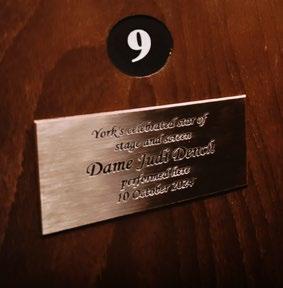 9
York's celebrated star of
stage and screen
Dame Judi Dench
performed here
10 October 2024